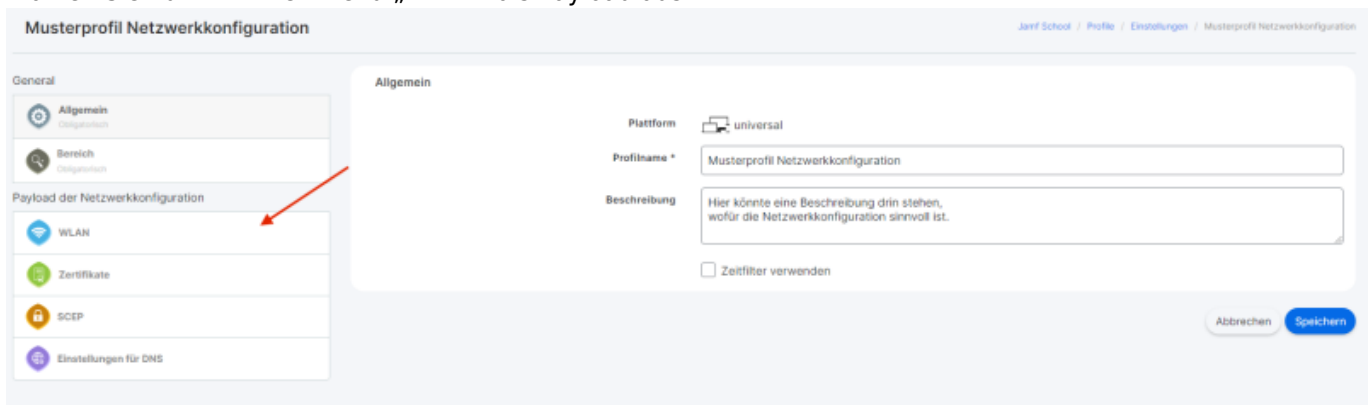 Musterprofil Netzwerkkonfiguration
Jamf School / Profile / Einstellungen / Musterprofil Netzwerkkonfiguration
General
Allgemein
Obligatorisch
Bereich
Obligatorisch
Payload der Netzwerkkonfiguration
WLAN
Zertifikate
SCEP
Einstellungen für DNS
Allgemein
Plattform
universal
Profilname *
Musterprofil Netzwerkkonfiguration
Beschreibung
Hier könnte eine Beschreibung drin stehen,
wofür die Netzwerkkonfiguration sinnvoll ist.
Zeitfilter verwenden
Abbrechen
Speichern